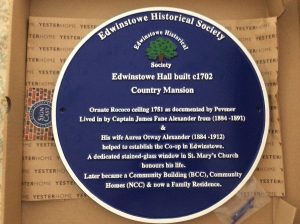 Edwinstowe Historical Society
Edwinstowe Historical
Society
Edwinstowe Hall built c1702
Country Mansion
Ornate Rococo ceiling 1751 as documented by Pevsner
Lived in by Captain James Fane Alexander from (1884 -1891)
&
His wife Aurea Otway Alexander (1884 -1912)
helped to establish the Co-op in Edwinstowe.
A dedicated stained-glass window in St. Mary's Church
honours his life.
Later became a Community Building (BCC), Community
Homes (NCC) & now a Family Residence.
YESTERHOME YESTERHOME YESTERHOME